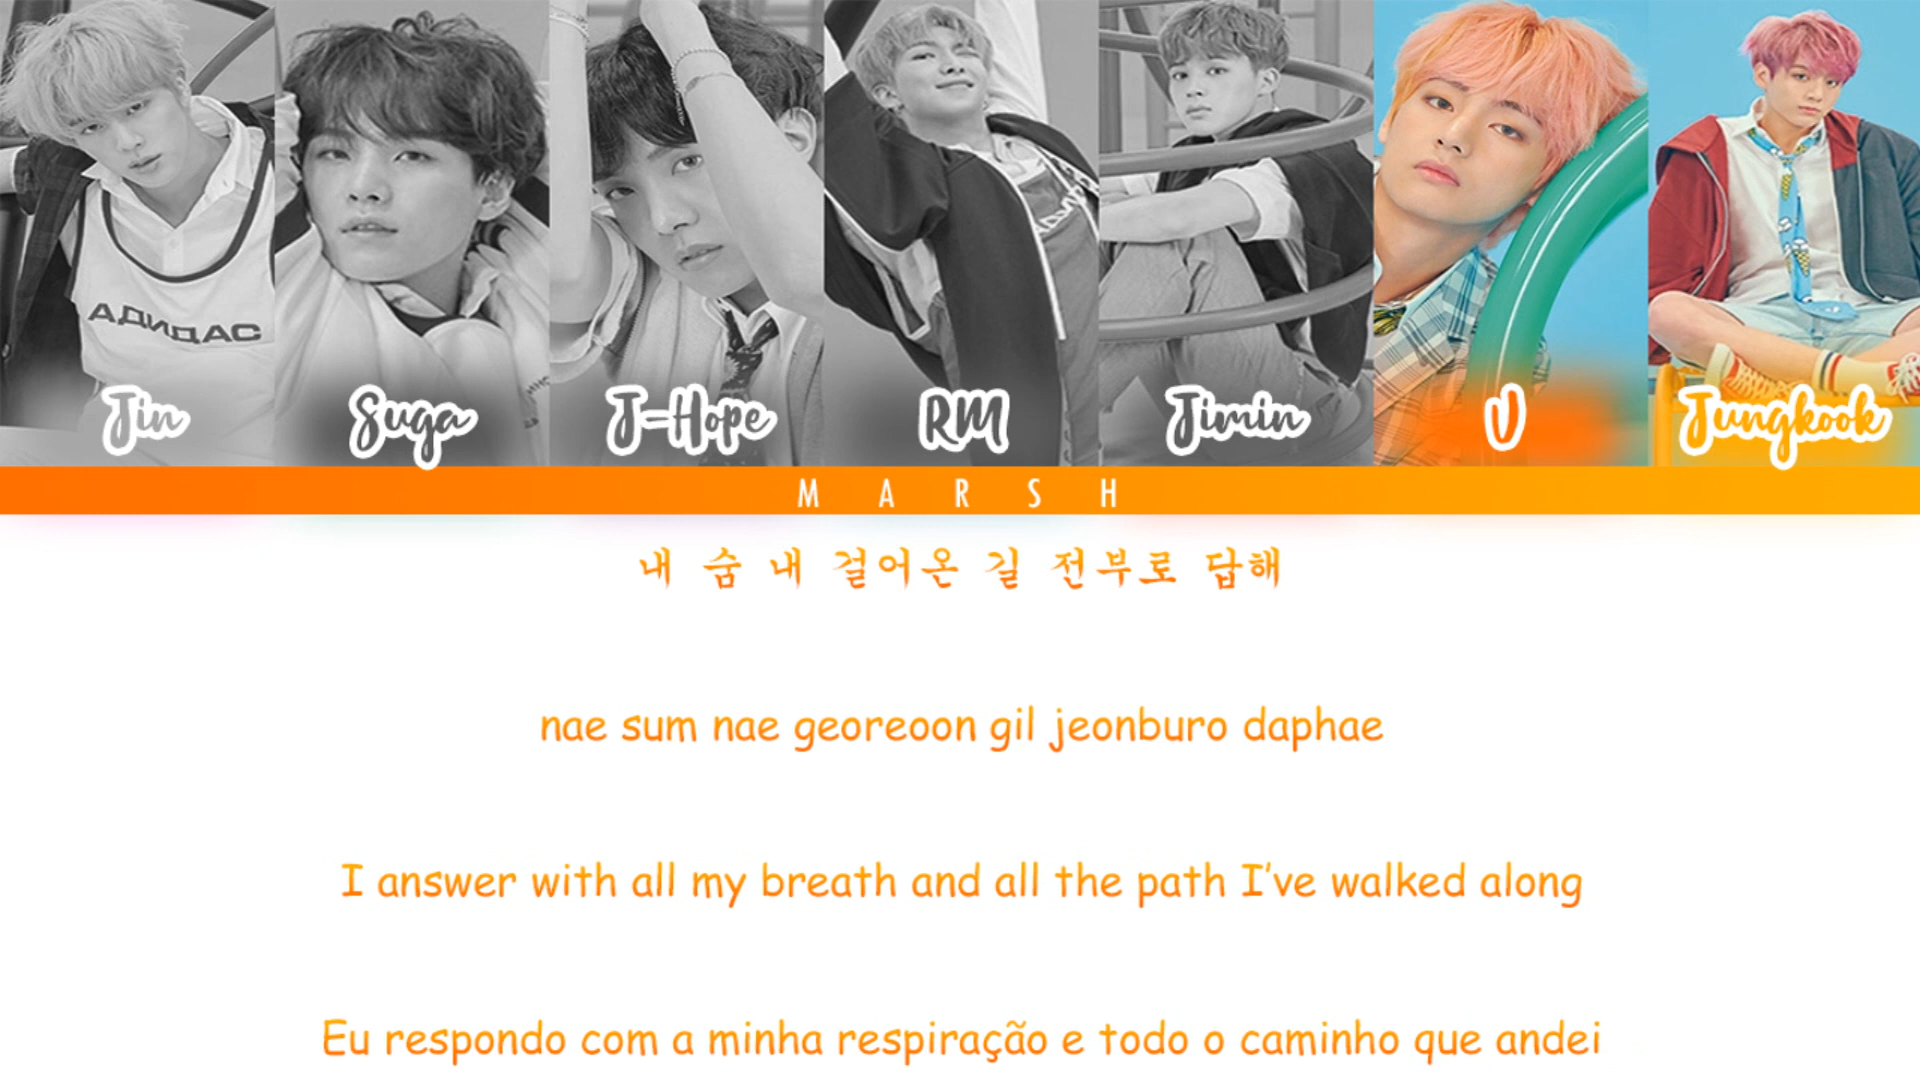 АДИДАС
Jin
Suga
J-Hope
RM
Jimin
V
Jungkook
MARSH
내 숨 내 걸어온 길 전부로 답해
nae sum nae georeoon gil jeonburo daphae
I answer with all my breath and all the path I've walked along
Eu respondo com a minha respiração e todo o caminho que andei